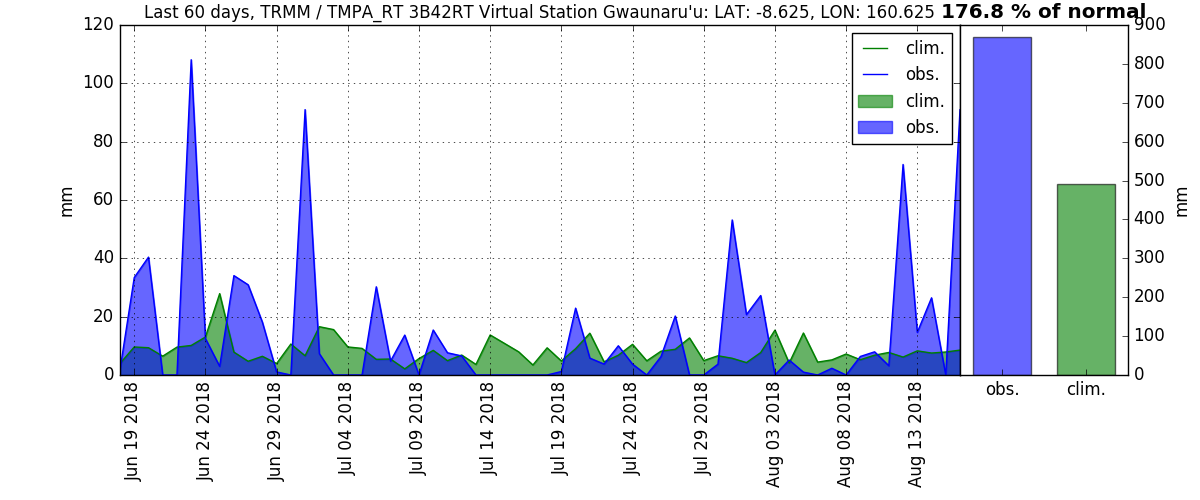 Last 60 days, TRMM / TMPA_RT 3B42RT Virtual Station Gwaunaru'u: LAT: -8.625, LON: 160.625 176.8 % of normal
120
100
80
60
40
20
0
mm
clim.
obs.
clim.
obs.
900
800
700
600
500
400
300
200
100
0
mm
Jun 19 2018
Jun 24 2018
Jun 29 2018
Jul 04 2018
Jul 09 2018
Jul 14 2018
Jul 19 2018
Jul 24 2018
Jul 29 2018
Aug 03 2018
Aug 08 2018
Aug 13 2018
obs.
clim.